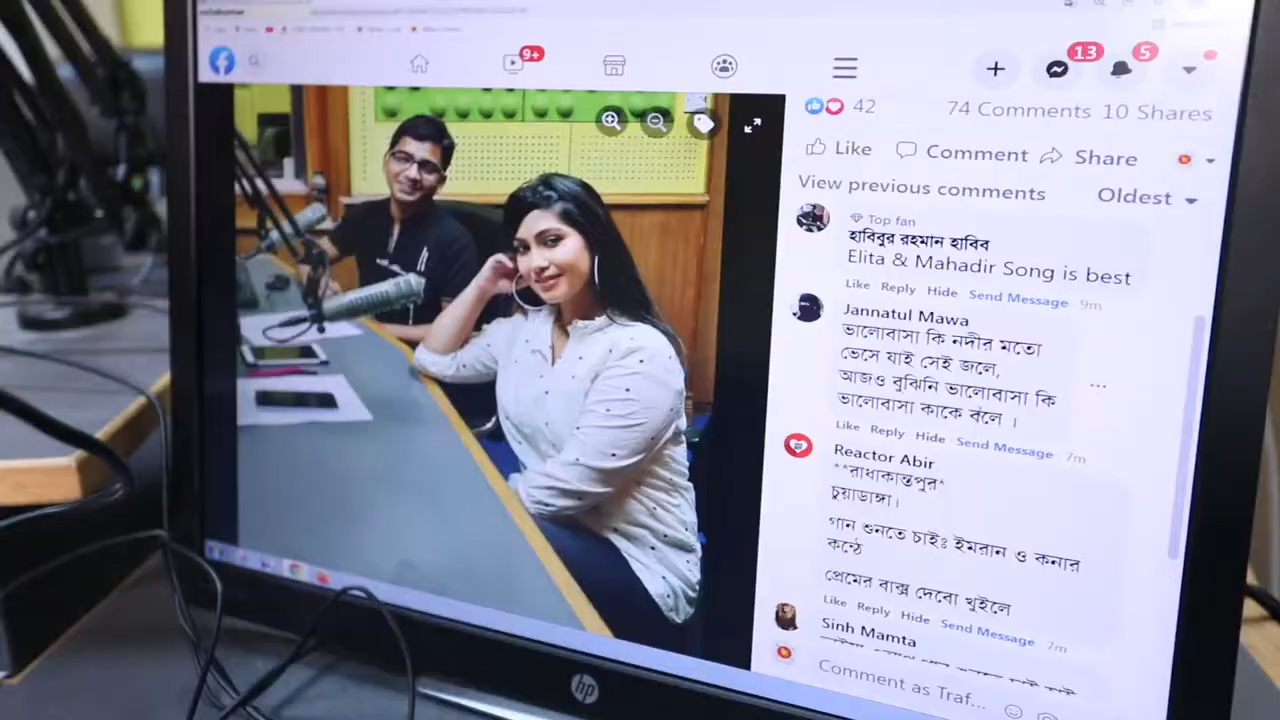 9+
13
5
42
74 Comments 10 Shares
Like
Comment
Share
View previous comments
Oldest
Top fan
হাবিবুর রহমান হাবিব
Elita & Mahadir Song is best
Like Reply Hide Send Message 9m
Jannatul Mawa
ভালোবাসা কি নদীর মতো
ভেসে যাই সেই জলে,
আজও বুঝিনি ভালোবাসা কি
ভালোবাসা কাকে বলে ।
Like Reply Hide Send Message 7m
Reactor Abir
**রাধাকান্তপুর*
চুয়াডাঙ্গা।
গান শুনতে চাইঃ ইমরান ও কনার
কন্ঠে
প্রেমের বাক্স দেবো খুইলে
Like Reply Hide Send Message 7m
Sinh Mamta
Comment as Traf...
hp